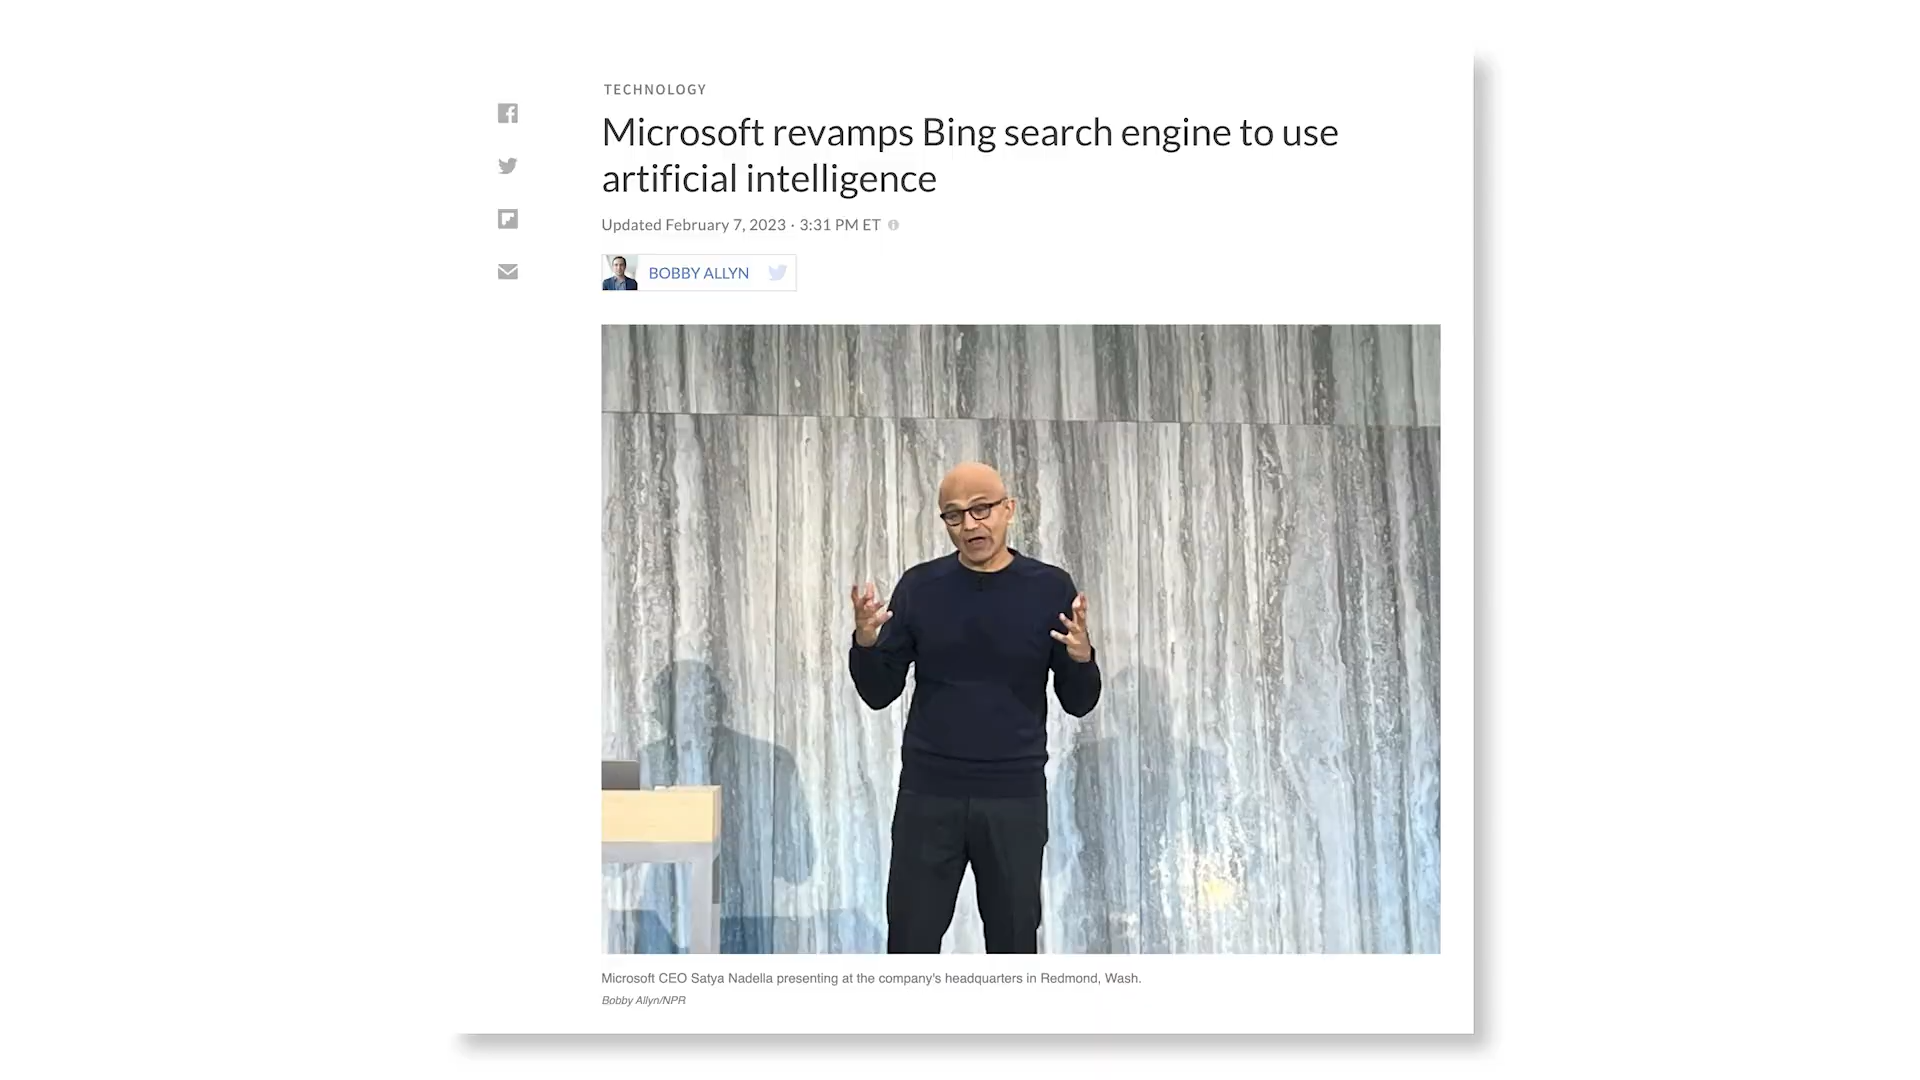 TECHNOLOGY
Microsoft revamps Bing search engine to use
artificial intelligence
Updated February 7, 2023 · 3:31 PM ET
BOBBY ALLYN
Microsoft CEO Satya Nadella presenting at the company's headquarters in Redmond, Wash.
Bobby Allyn/NPR